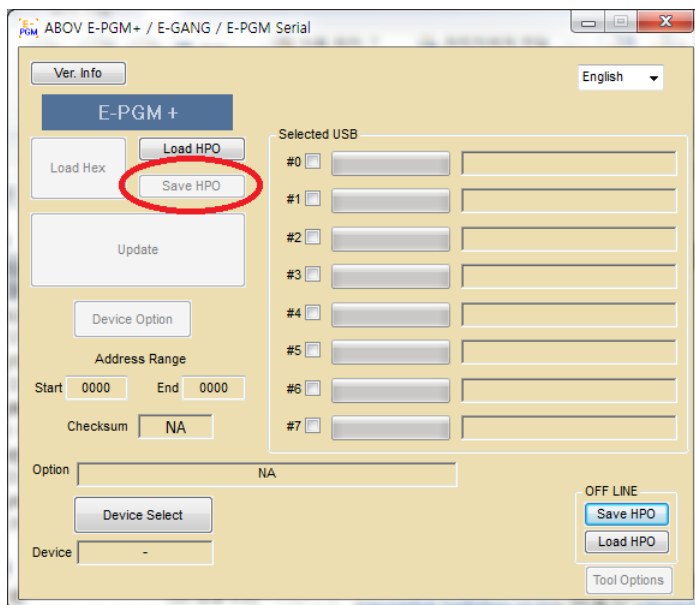 E-PGM
ABOV E-PGM+ / E-GANG / E-PGM Serial
Ver. Info
English
E-PGM +
Load Hex
Load HPO
Save HPO
Update
Device Option
Address Range
Start 0000 End 0000
Checksum NA
Option NA
Device Select
Device -
Selected USB
#0
#1
#2
#3
#4
#5
#6
#7
OFF LINE
Save HPO
Load HPO
Tool Options